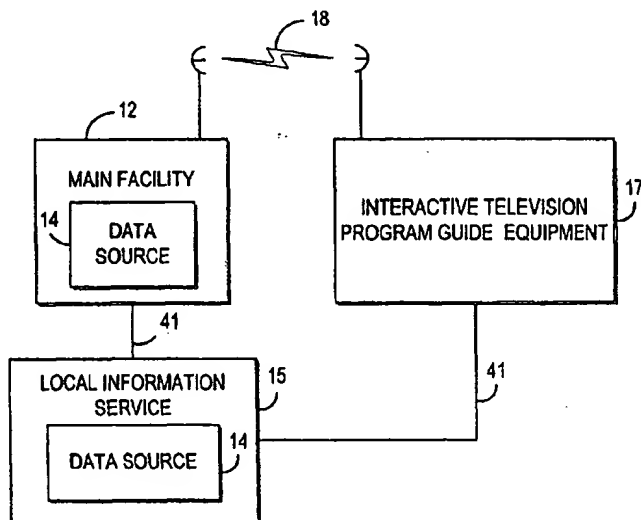 18
12
MAIN FACILITY
14
DATA
SOURCE
INTERACTIVE TELEVISION
PROGRAM GUIDE EQUIPMENT
17
41
LOCAL INFORMATION
SERVICE
15
41
DATA SOURCE
14